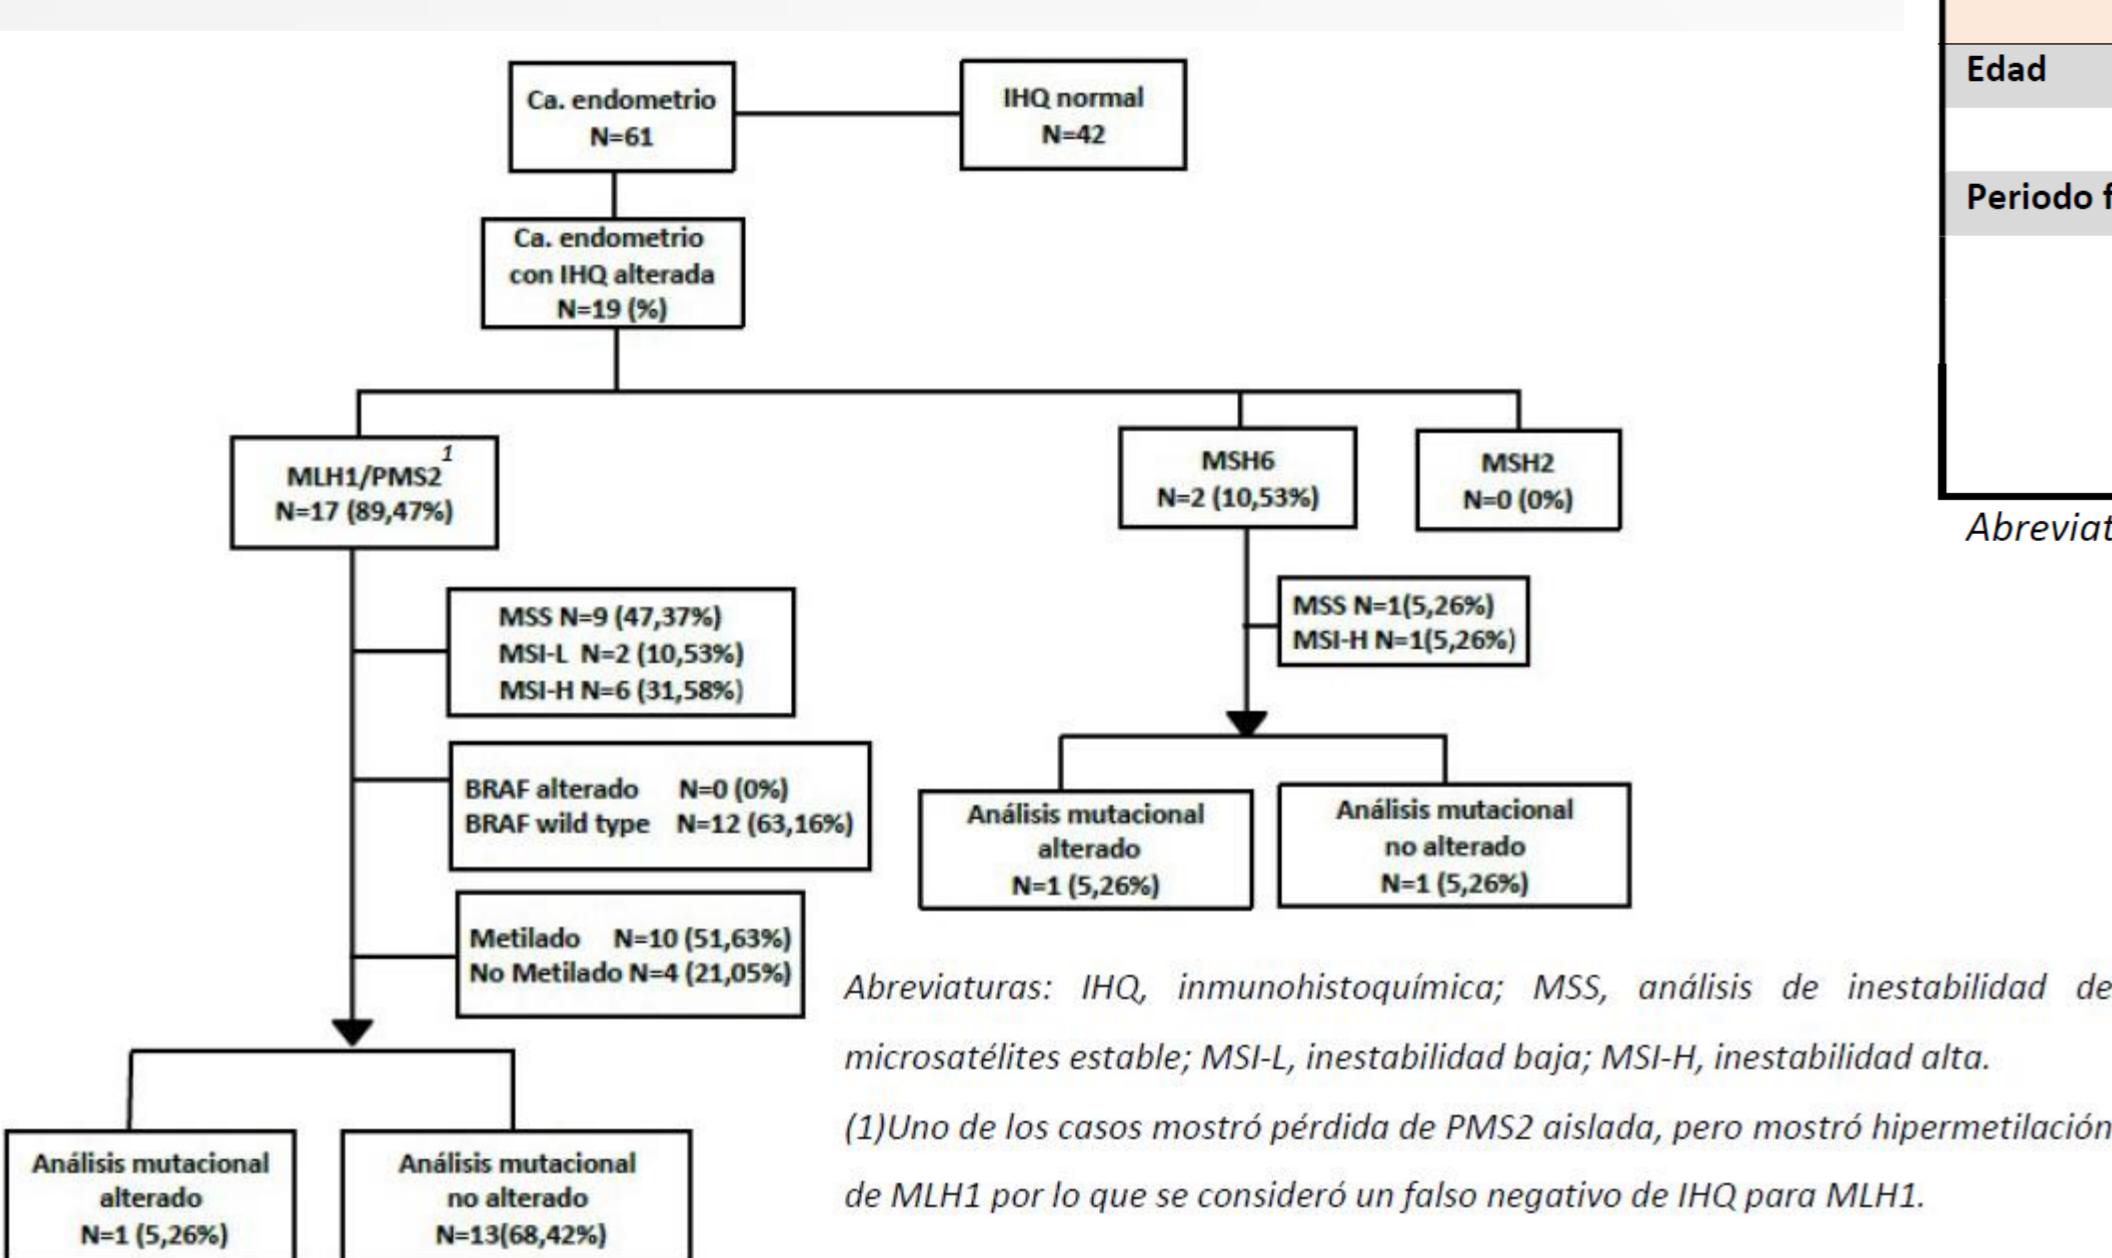 Ca. endometrio
N=61
IHQ normal
N=42
Ca. endometrio
con IHQ alterada
N=19 (%)
MLH1/PMS2 1
N=17 (89,47%)
MSH6
N=2 (10,53%)
MSH2
N=0 (0%)
MSS N=9 (47,37%)
MSI-L N=2 (10,53%)
MSI-H N=6 (31,58%)
MSS N=1(5,26%)
MSI-H N=1(5,26%)
BRAF alterado N=0 (0%)
BRAF wild type N=12 (63,16%)
Análisis mutacional
alterado
N=1 (5,26%)
Análisis mutacional
no alterado
N=1 (5,26%)
Metilado N=10 (51,63%)
No Metilado N=4 (21,05%)
Análisis mutacional
alterado
N=1 (5,26%)
Análisis mutacional
no alterado
N=13(68,42%)
Abreviaturas: IHQ, inmunohistoquímica; MSS, análisis de inestabilidad de
microsatélites estable; MSI-L, inestabilidad baja; MSI-H, inestabilidad alta.
(1)Uno de los casos mostró pérdida de PMS2 aislada, pero mostró hipermetilación
de MLH1 por lo que se consideró un falso negativo de IHQ para MLH1.
Edad
Periodo f
Abreviat